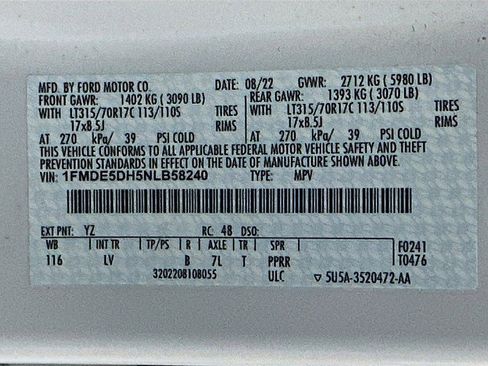 MFD. BY FORD MOTOR CO. DATE: 08/22 GVWR: 2712 KG ( 5980 LB)
FRONT GAWR: 1402 KG ( 3090 LB) REAR GAWR: 1393 KG ( 3070 LB)
WITH LT315/70R17C 113/110S TIRES WITH LT315/70R17C 113/110S TIRES
17x8.5J RIMS 17x8.5J RIMS
AT 270 kPa/ 39 PSI COLD AT 270 kPa/ 39 PSI COLD
THIS VEHICLE CONFORMS TO ALL APPLICABLE FEDERAL MOTOR VEHICLE SAFETY AND THEFT
PREVENTION STANDARDS IN EFFECT ON THE DATE OF MANUFACTURE SHOWN ABOVE.
VIN: 1FMDE5DH5NLB58240 TYPE: MPV
EXT PNT: YZ RC: 48 DSO:
WB INT TR TP/PS R AXLE TR SPR F0241
116 LV B 7L T PPRR T0476
3202208108055 ULC ▽ 5U5A-3520472-AA